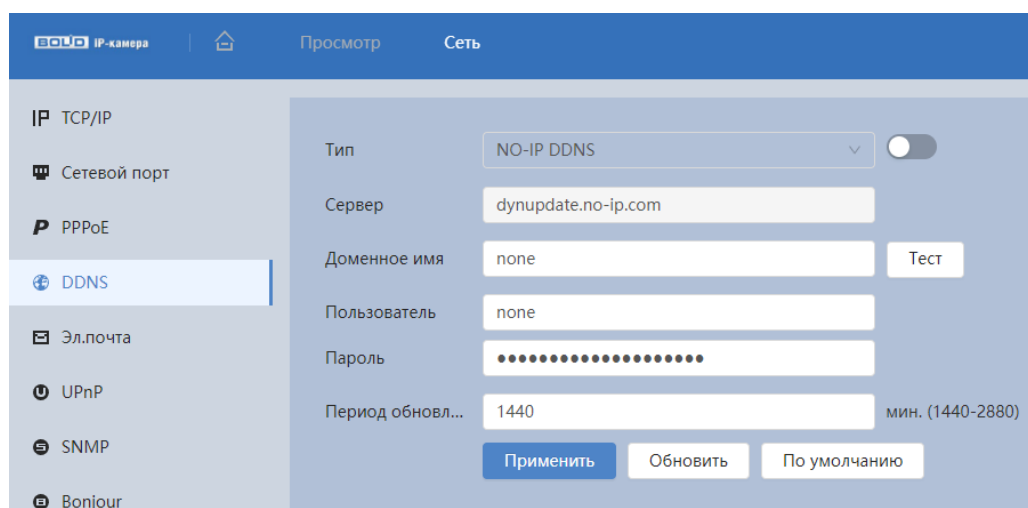 BOLID IP-камера
Просмотр
Сеть
TCP/IP
Сетевой порт
PPPoE
DDNS
Эл.почта
UPnP
SNMP
Bonjour
Тип
NO-IP DDNS
Сервер
dynupdate.no-ip.com
Доменное имя
none
Тест
Пользователь
none
Пароль
●●●●●●●●●●●●●●●●●●●●
Период обновл...
1440
мин. (1440-2880)
Применить
Обновить
По умолчанию